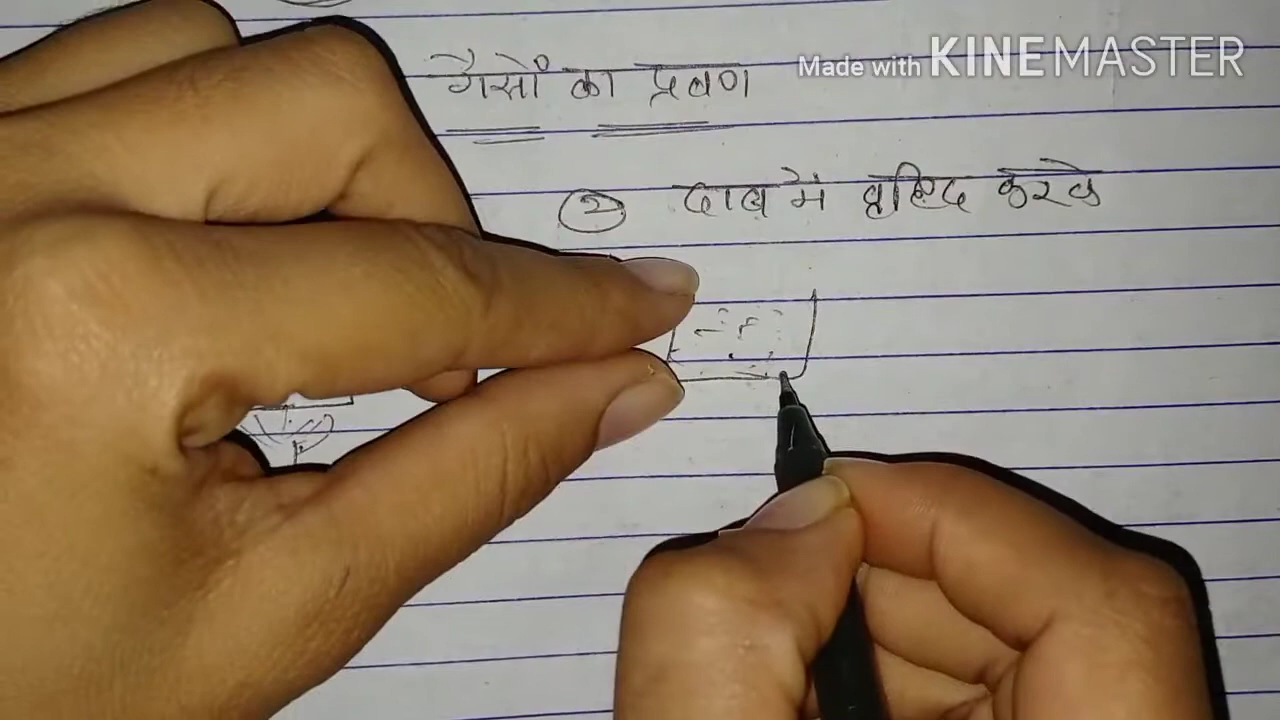 गैसों का द्रवण
Made with KINEMASTER
② दाब में वृद्धि करके